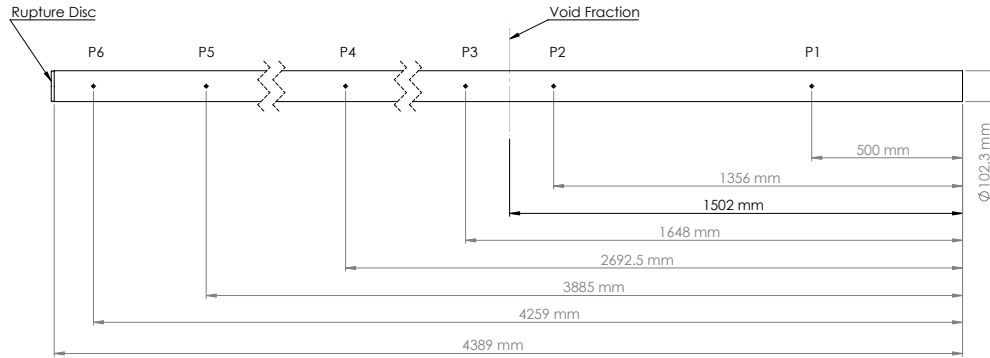 Rupture Disc
Void Fraction
P6
P5
P4
P3
P2
P1
500 mm
1356 mm
1502 mm
1648 mm
2692.5 mm
3885 mm
4259 mm
4389 mm
Ø102.3 mm